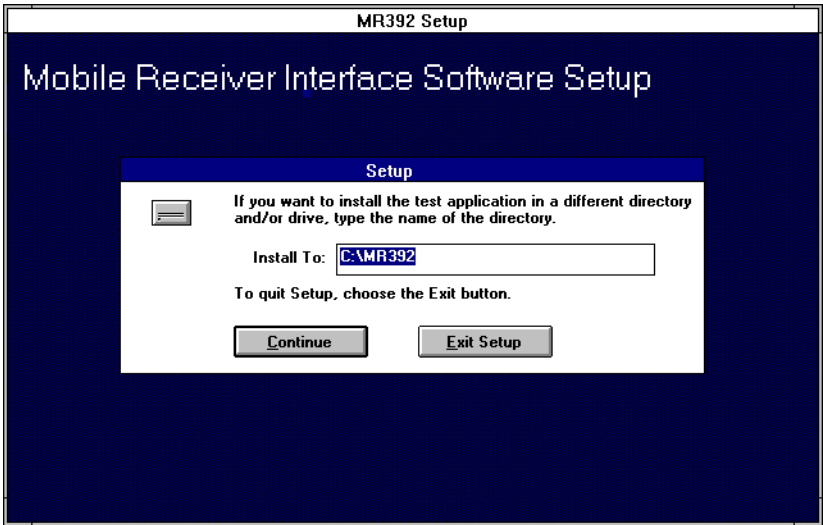 MR392 Setup
Mobile Receiver Interface Software Setup
Setup
If you want to install the test application in a different directory
and/or drive, type the name of the directory.
Install To: C:\MR392
To quit Setup, choose the Exit button.
Continue Exit Setup